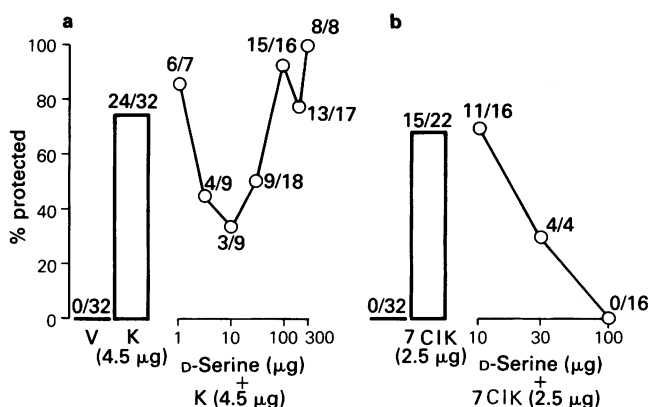 a
b
% protected
100
80
60
40
20
0
0/32
24/32
6/7
4/9
3/9
9/18
15/16
13/17
8/8
V
K
(4.5 µg)
1
10
100
300
D-Serine (µg)
+
K (4.5 µg)
0/32
15/22
11/16
4/4
0/16
7 ClK
(2.5 µg)
10
30
100
D-Serine (µg)
+
7 ClK (2.5 µg)